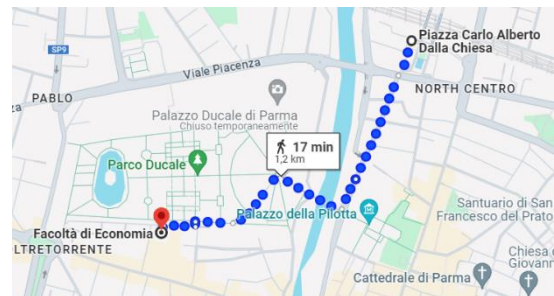 SP9
Piazza Carlo Alberto
Dalla Chiesa
Viale Piacenza
PABLO
NORTH CENTRO
Palazzo Ducale di Parma
Chiuso temporaneamente
17 min
1,2 km
Parco Ducale
Santuario di San
Francesco del Prato
Palazzo della Pilotta
Facoltà di Economia
LTRETORRENTE
Chiesa d
Giovann
Cattedrale di Parma